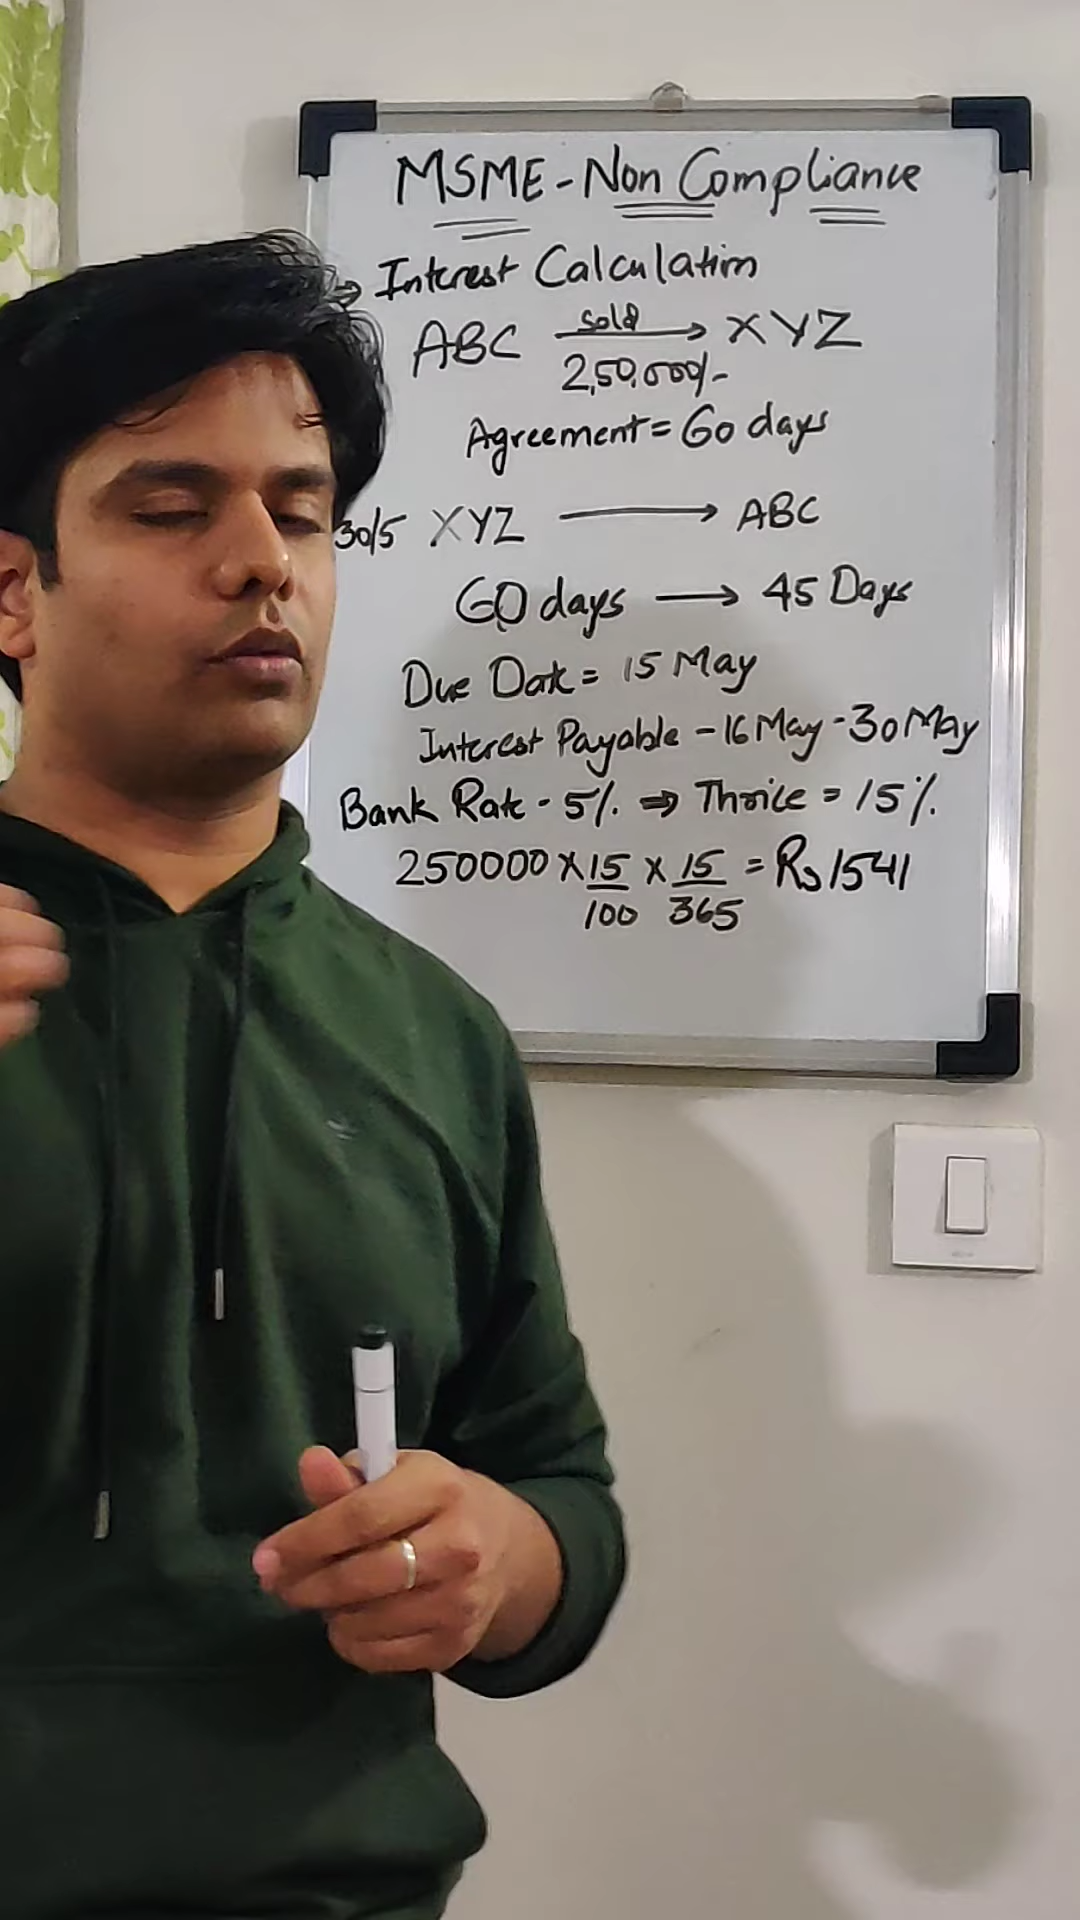 MSME - Non Compliance
⇒ Interest Calculation
ABC sold → XYZ
2,50,000/-
Agreement = 60 days
30/5 XYZ → ABC
60 days → 45 Days
Due Date = 15 May
Interest Payable - 16 May - 30 May
Bank Rate - 5% ⇒ Thrice = 15%
250000 × 15/100 × 15/365 = Rs 1541